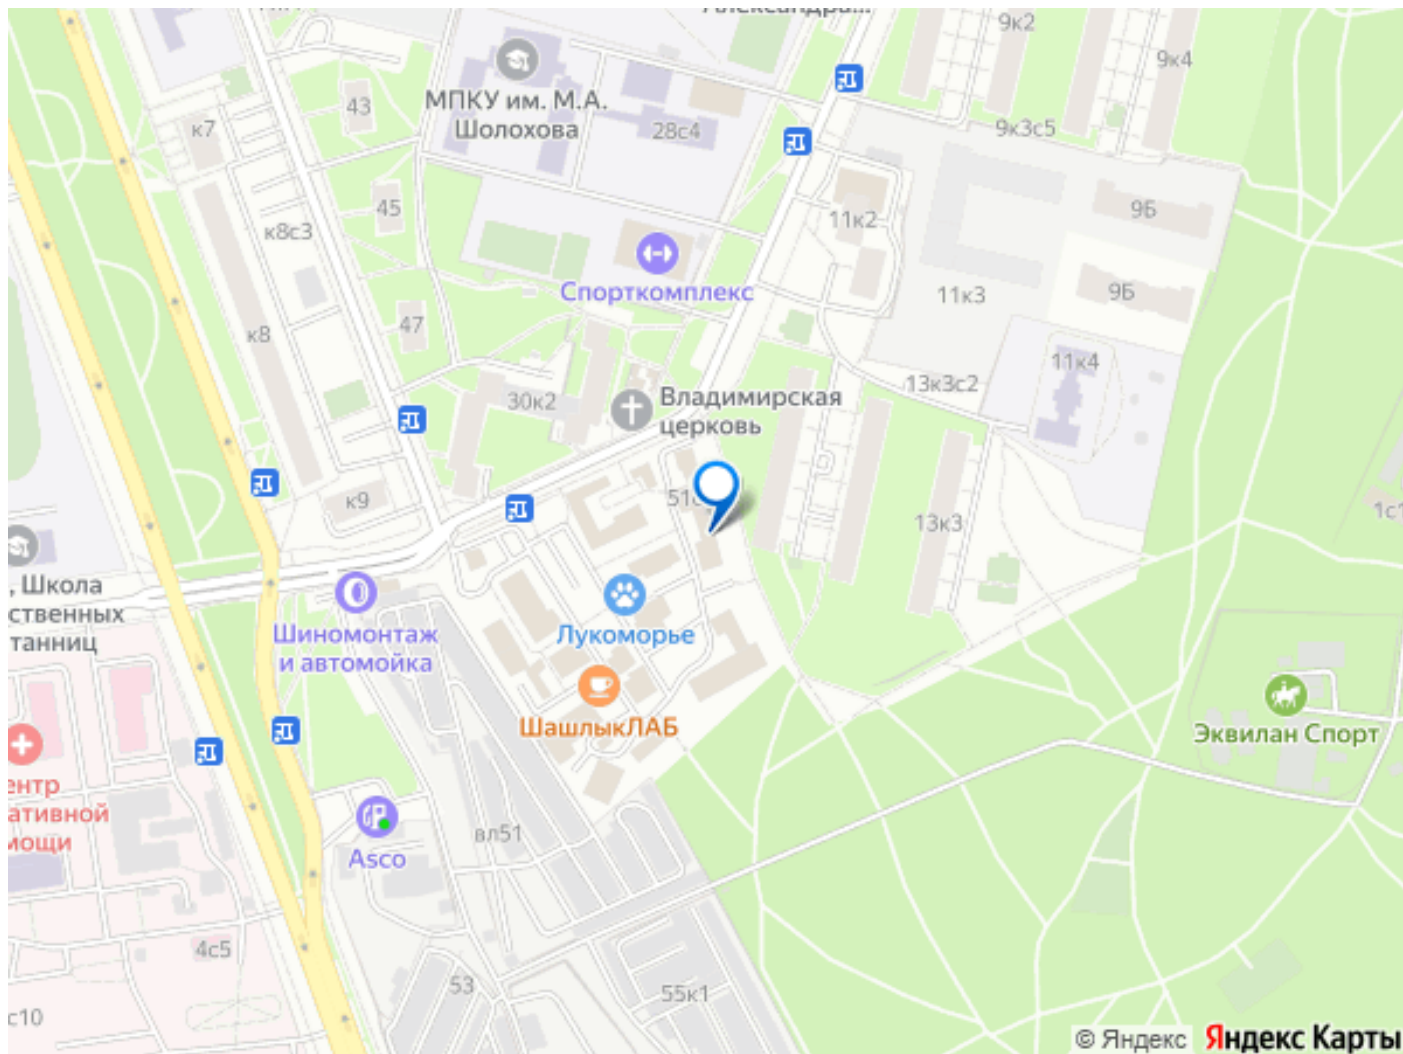 9к2
9к4
МПКУ им. М.А.
Шолохова
43
к7
28с4
9к3с5
45
9Б
к8с3
11к2
Спорткомплекс
11к3
9Б
47
к8
11к4
13к3с2
30к2
Владимирская
церковь
к9
13к3
, Школа
ственных
танниц
Шиномонтаж
и автомойка
Лукоморье
ШашлыкЛАБ
Эквилан Спорт
ентр
ативной
мощи
вл51
Asco
4с5
53
55к1
с10
© Яндекс
Яндекс Карты